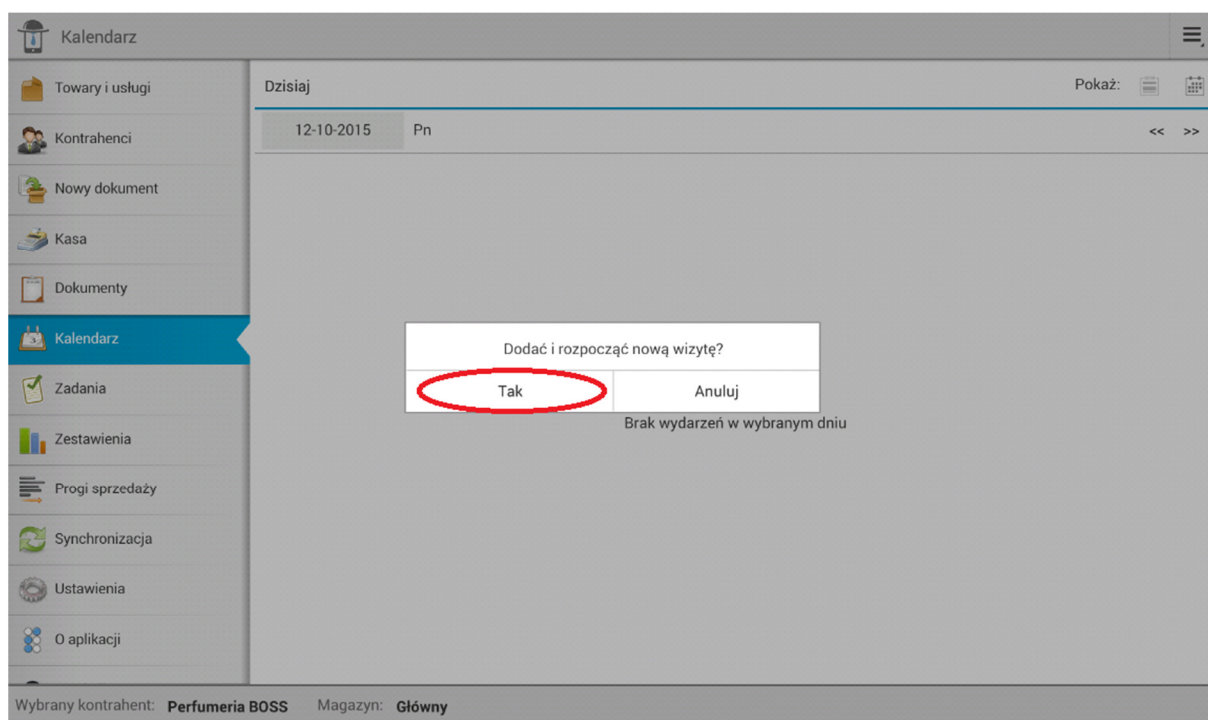 Kalendarz
Towary i usługi
Kontrahenci
Nowy dokument
Kasa
Dokumenty
Kalendarz
Zadania
Zestawienia
Progi sprzedaży
Synchronizacja
Ustawienia
O aplikacji
Dzisiaj Pokaż:
12-10-2015 Pn << >>
Dodać i rozpocząć nową wizytę?
Tak Anuluj
Brak wydarzeń w wybranym dniu
Wybrany kontrahent: Perfumeria BOSS Magazyn: Główny